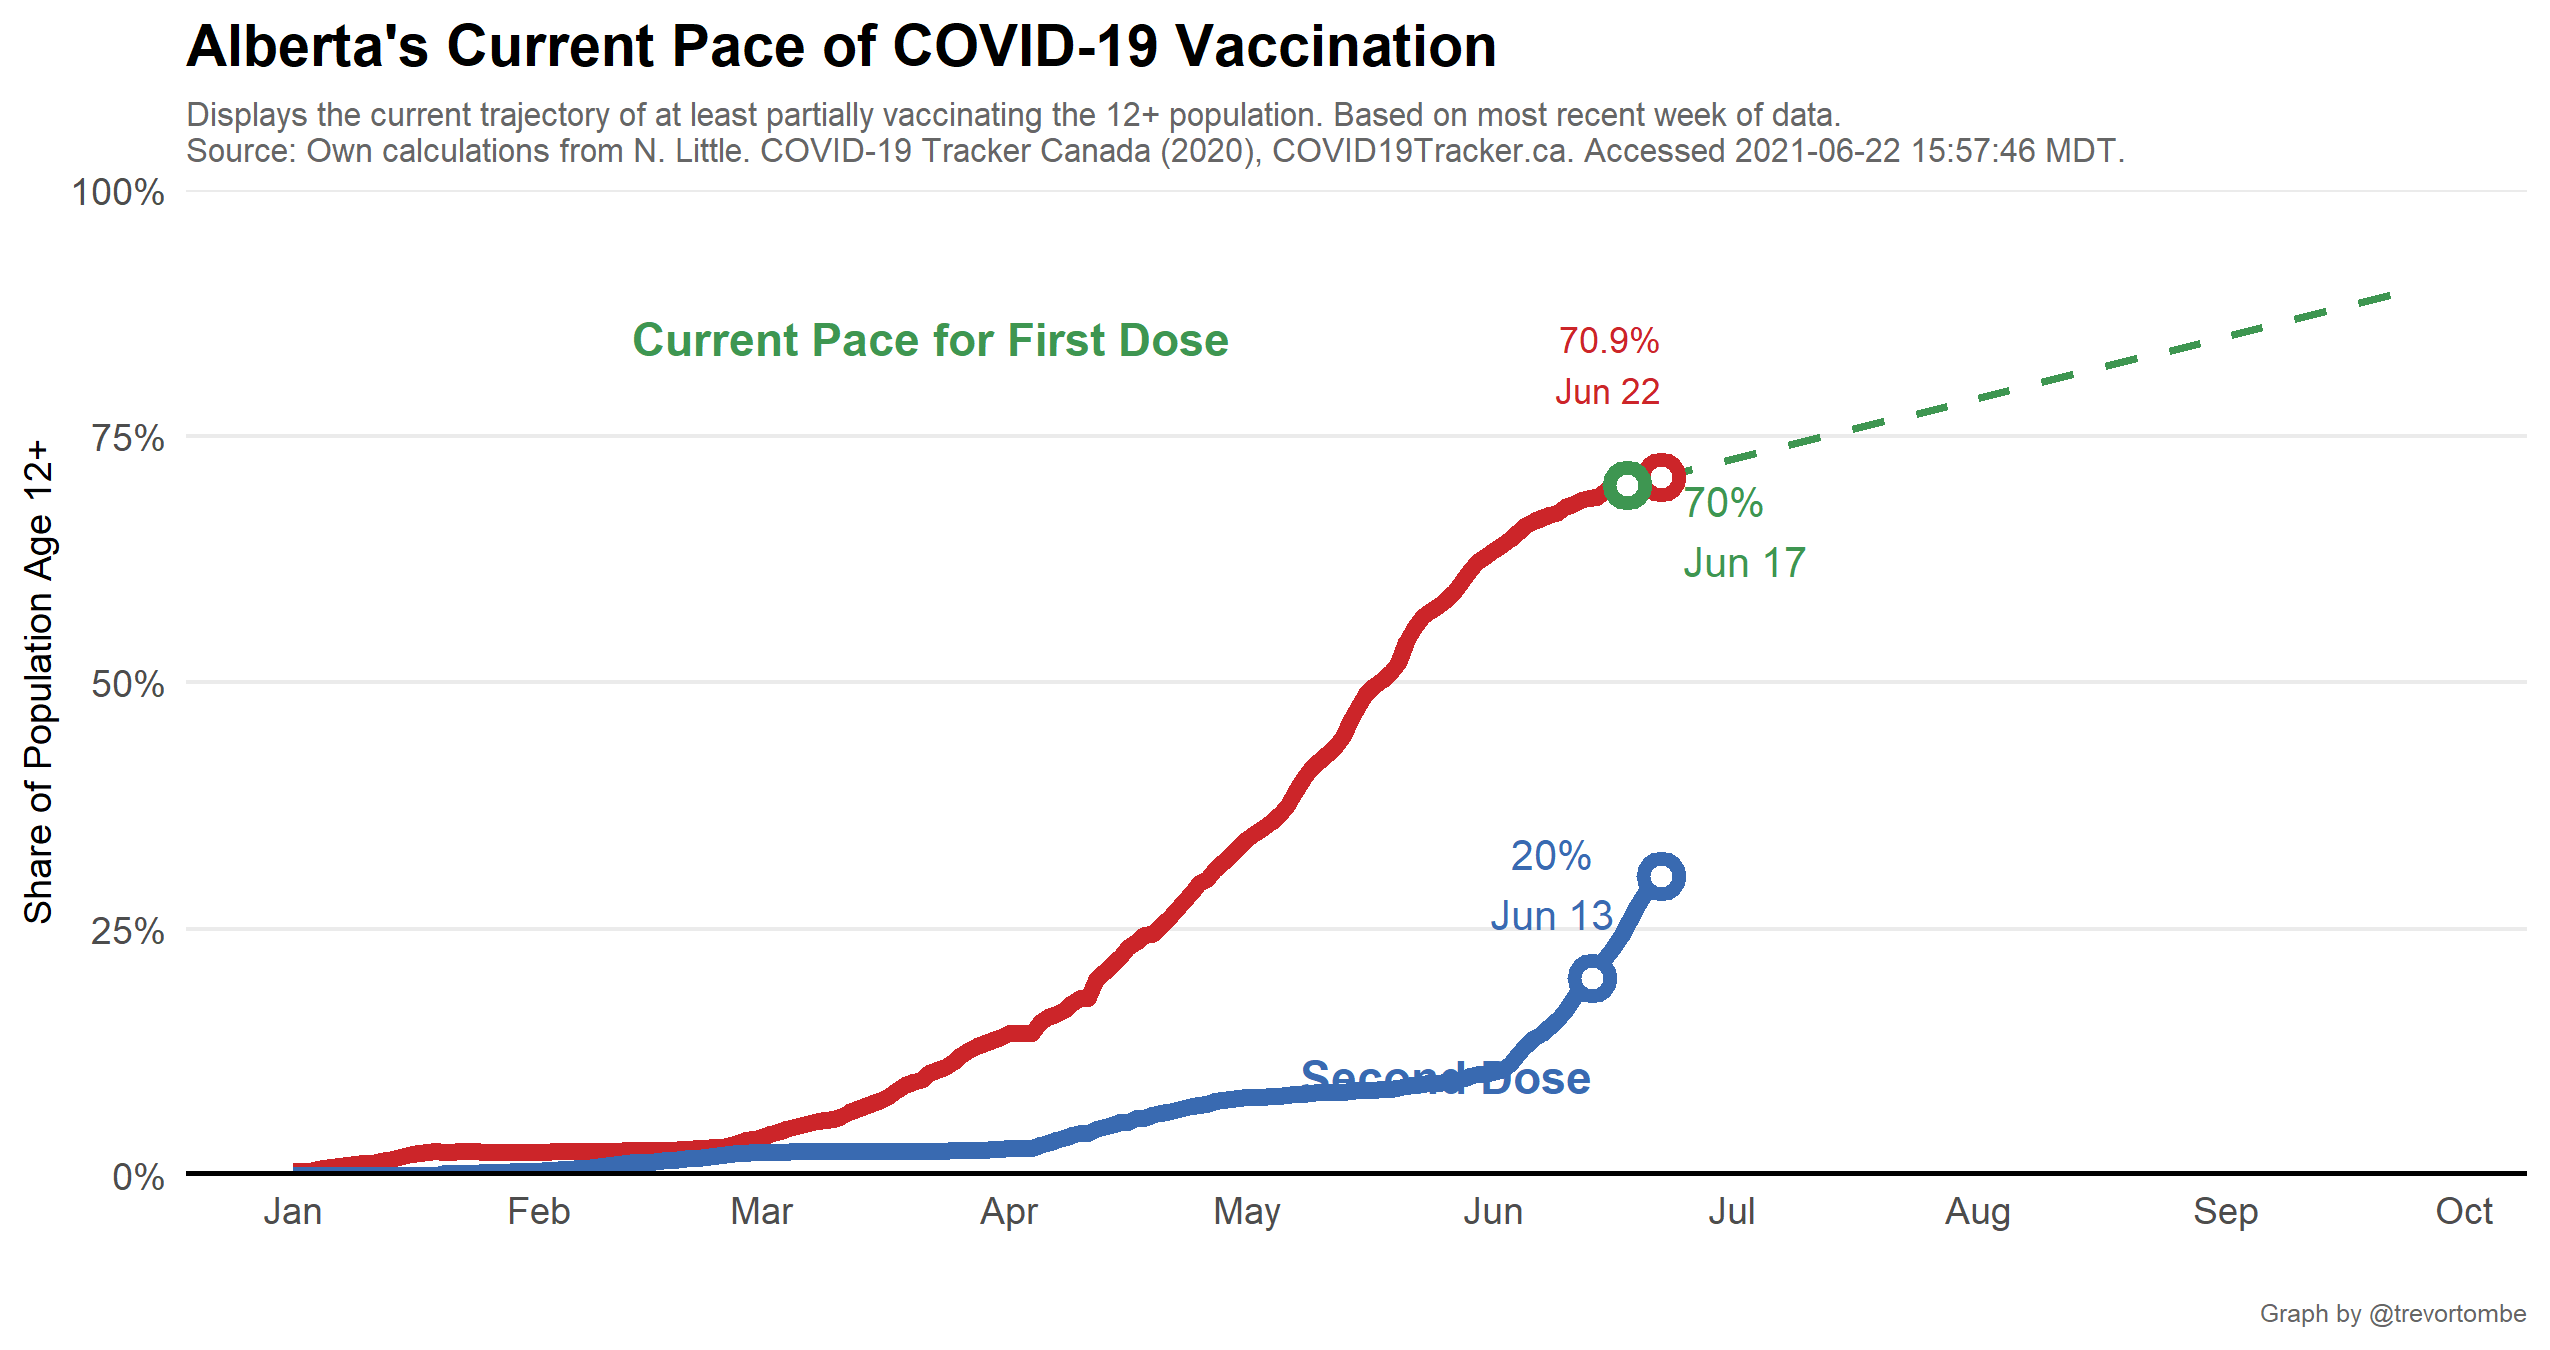 Alberta's Current Pace of COVID-19 Vaccination
Displays the current trajectory of at least partially vaccinating the 12+ population. Based on most recent week of data.
Source: Own calculations from N. Little. COVID-19 Tracker Canada (2020), COVID19Tracker.ca. Accessed 2021-06-22 15:57:46 MDT.
100%
75%
50%
25%
0%
Share of Population Age 12+
Current Pace for First Dose
70.9%
Jun 22
70%
Jun 17
20%
Jun 13
Second Dose
Jan Feb Mar Apr May Jun Jul Aug Sep Oct
Graph by @trevortombe